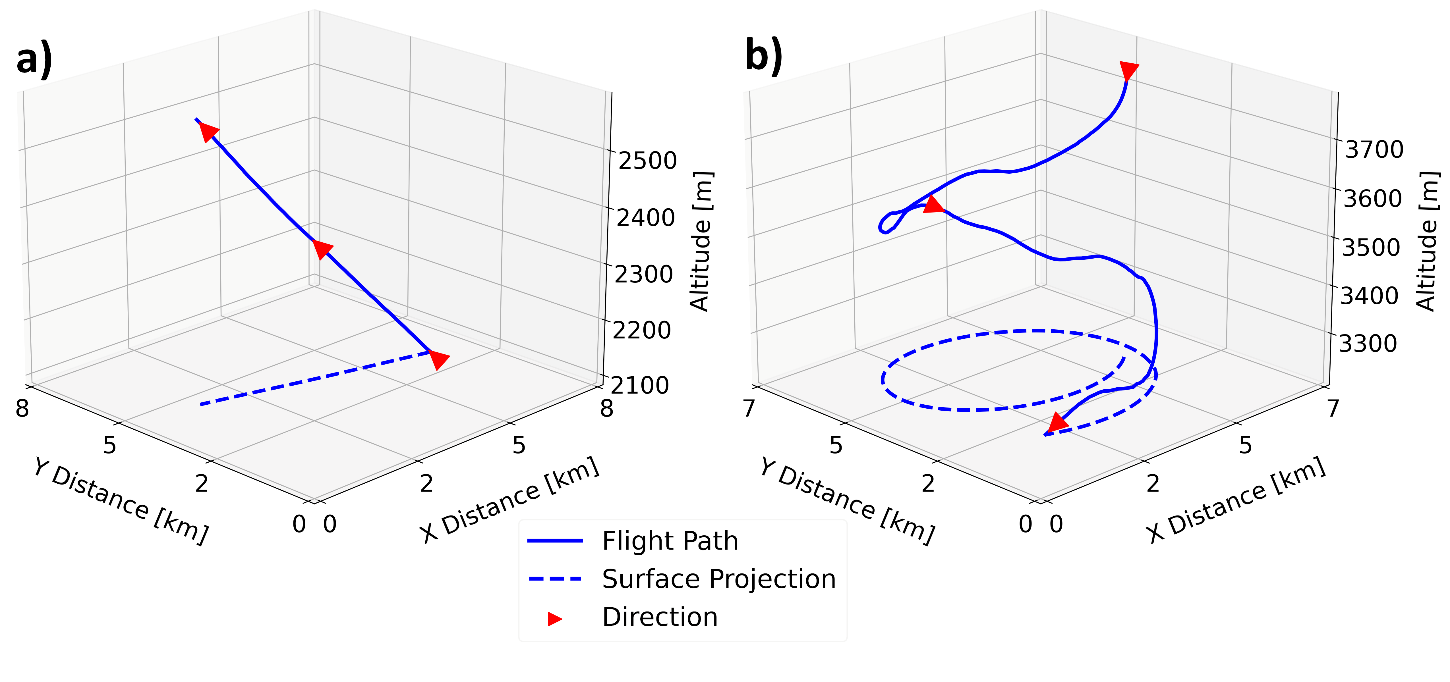 a)
2500
2400
2300
2200
2100
Altitude [m]
8
5
2
0
Y Distance [km]
0
2
5
8
X Distance [km]
b)
3700
3600
3500
3400
3300
Altitude [m]
7
5
2
0
Y Distance [km]
0
2
5
7
X Distance [km]
Flight Path
Surface Projection
Direction